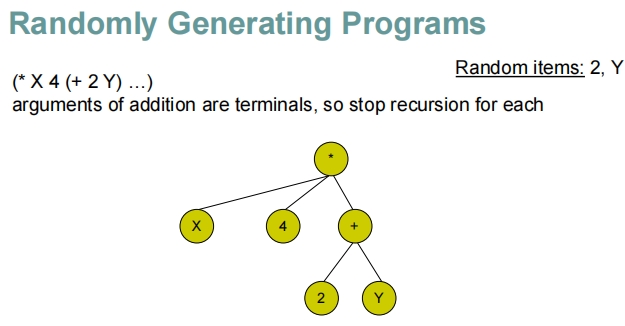 Randomly Generating Programs
Random items: 2, Y
(* X 4 (+ 2 Y) ...)
arguments of addition are terminals, so stop recursion for each
*
X 4 +
2 Y